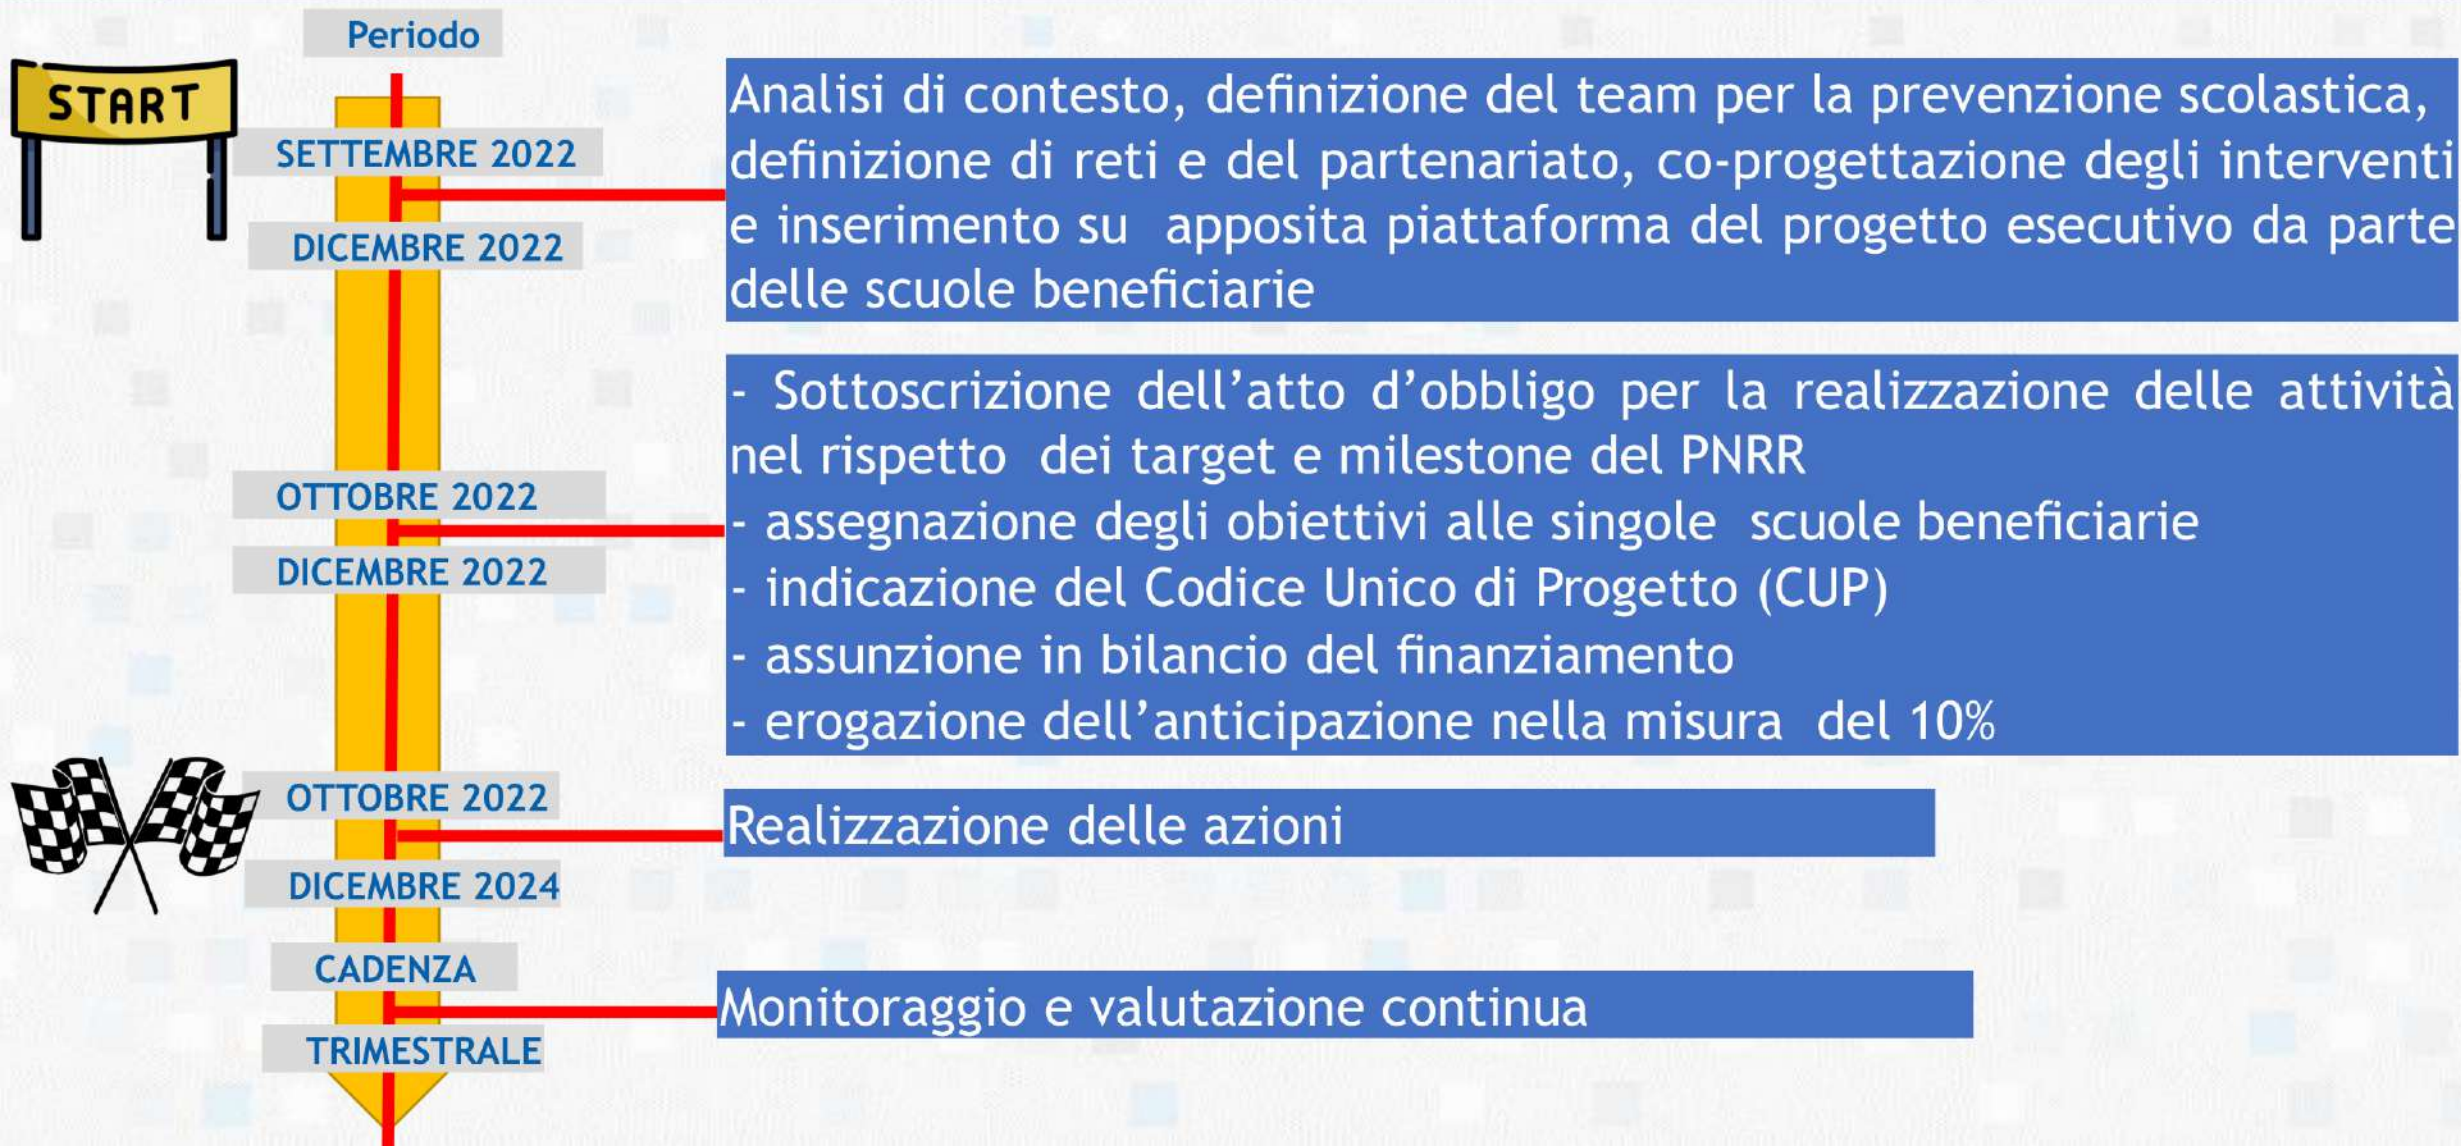 Periodo
START
SETTEMBRE 2022
DICEMBRE 2022
Analisi di contesto, definizione del team per la prevenzione scolastica,
definizione di reti e del partenariato, co-progettazione degli interventi
e inserimento su apposita piattaforma del progetto esecutivo da parte
delle scuole beneficiarie
OTTOBRE 2022
DICEMBRE 2022
- Sottoscrizione dell’atto d’obbligo per la realizzazione delle attività
nel rispetto dei target e milestone del PNRR
- assegnazione degli obiettivi alle singole scuole beneficiarie
- indicazione del Codice Unico di Progetto (CUP)
- assunzione in bilancio del finanziamento
- erogazione dell’anticipazione nella misura del 10%
OTTOBRE 2022
DICEMBRE 2024
Realizzazione delle azioni
CADENZA
TRIMESTRALE
Monitoraggio e valutazione continua